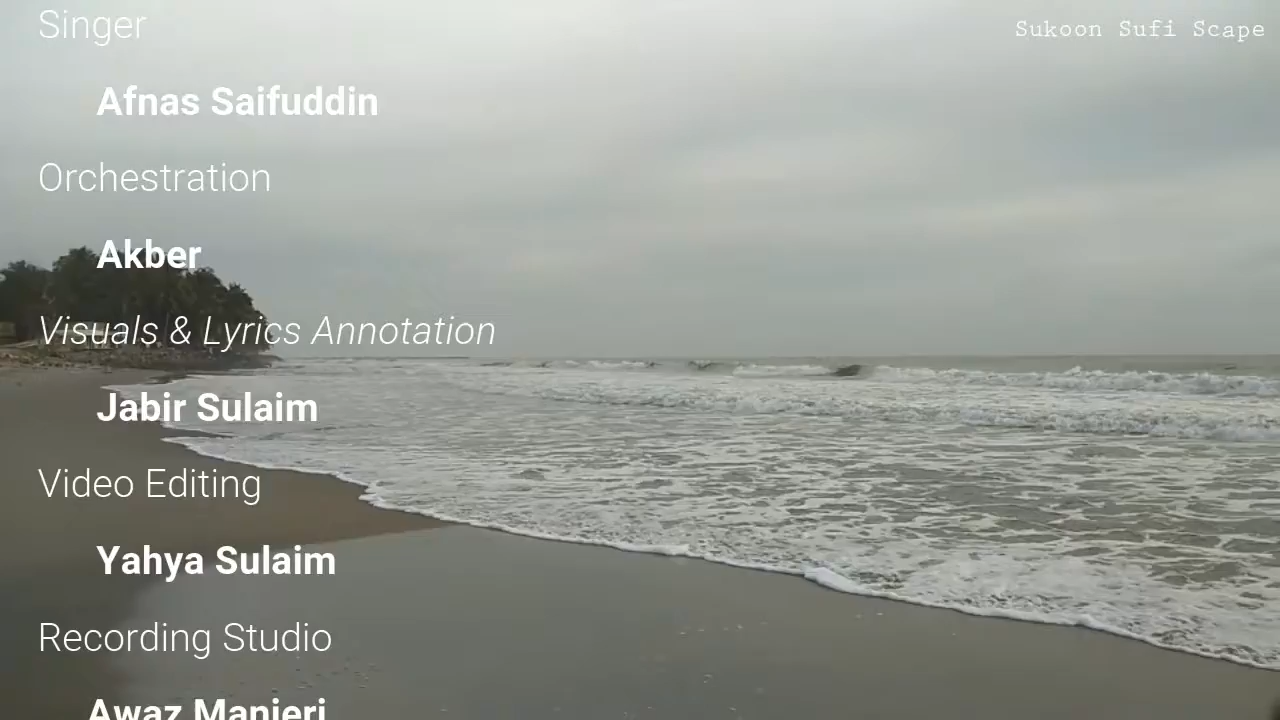 Singer
Sukoon Sufi Scape
Afnas Saifuddin
Orchestration
Akber
Visuals & Lyrics Annotation
Jabir Sulaim
Video Editing
Yahya Sulaim
Recording Studio
Awaz Manjeri